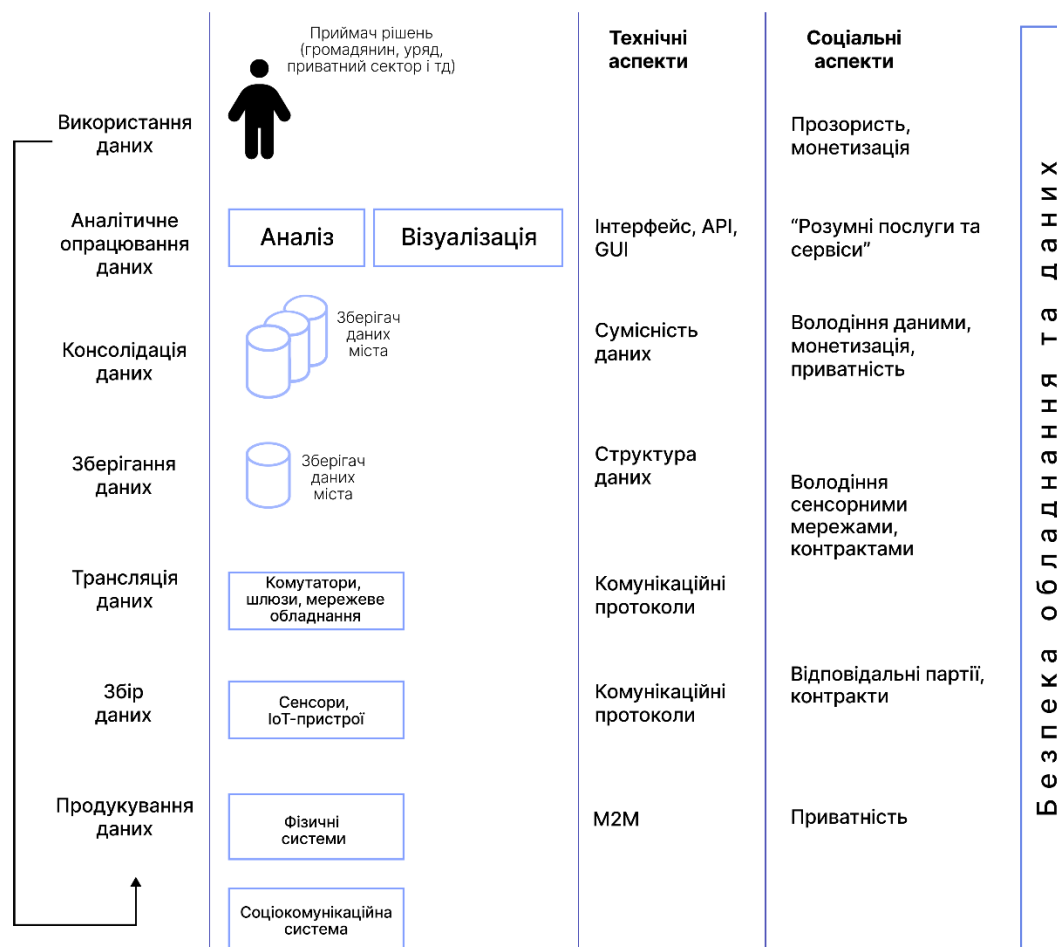 Приймач рішень
(громадянин, уряд,
приватний сектор і тд)
Технічні
аспекти
Соціальні
аспекти
Використання
даних
Прозористь,
монетизація
Аналітичне
опрацювання
даних
Аналіз
Візуалізація
Інтерфейс, API,
GUI
“Розумні послуги та
сервіси”
Консолідація
даних
Зберігач
даних
міста
Сумісність
даних
Володіння даними,
монетизація,
приватність
Зберігання
даних
Зберігач
даних
міста
Структура
даних
Володіння
сенсорними
мережами,
контрактами
Трансляція
даних
Комутатори,
шлюзи, мережеве
обладнання
Комунікаційні
протоколи
Збір
даних
Сенсори,
IoT-пристрої
Комунікаційні
протоколи
Відповідальні партії,
контракти
Продукування
даних
Фізичні
системи
M2M
Приватність
Соціокомунікаційна
система
Безпека обладнання та даних